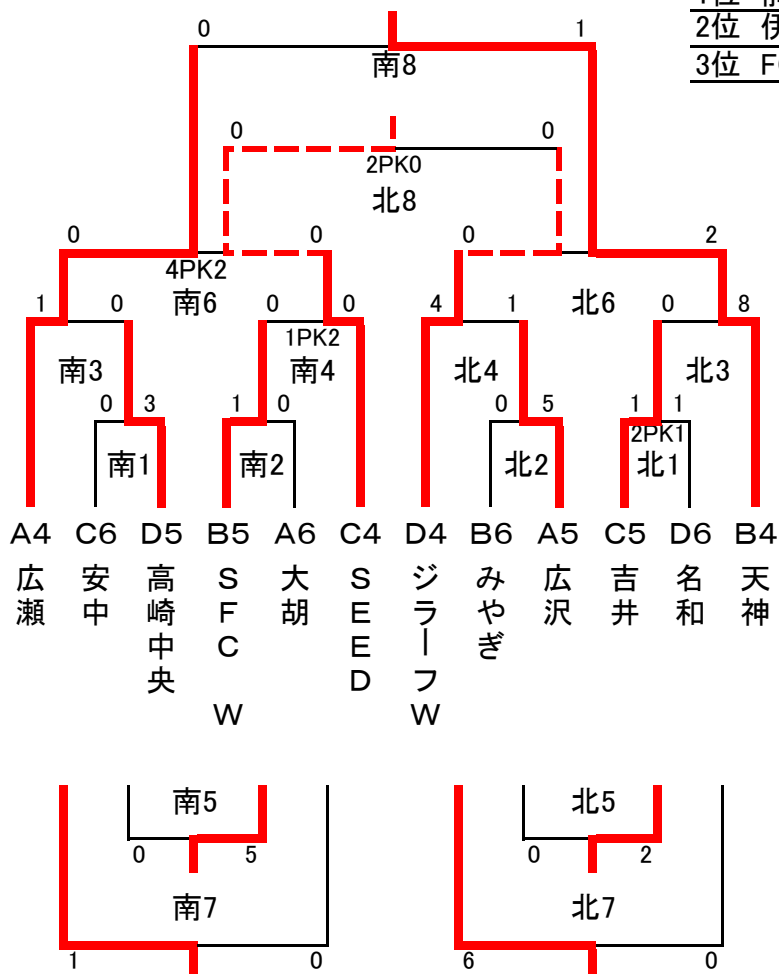 0 1
2位 伊
南8
3位 FC
0 0
2PK0
北8
0 0 0 2
4PK2
南6 北6
1 0 0 0 4 1 0 8
1PK2
南3 南4 北4 北3
0 3 1 0 0 5 1 1
2PK1
南1 南2 北2 北1
A4 C6 D5 B5 A6 C4 D4 B6 A5 C5 D6 B4
広瀬
安中
高崎中央
SFC W
大胡
SEED
ジラーフW
みやぎ
広沢
吉井
名和
天神
南5 北5
0 5 0 2
南7 北7
1 0 6 0